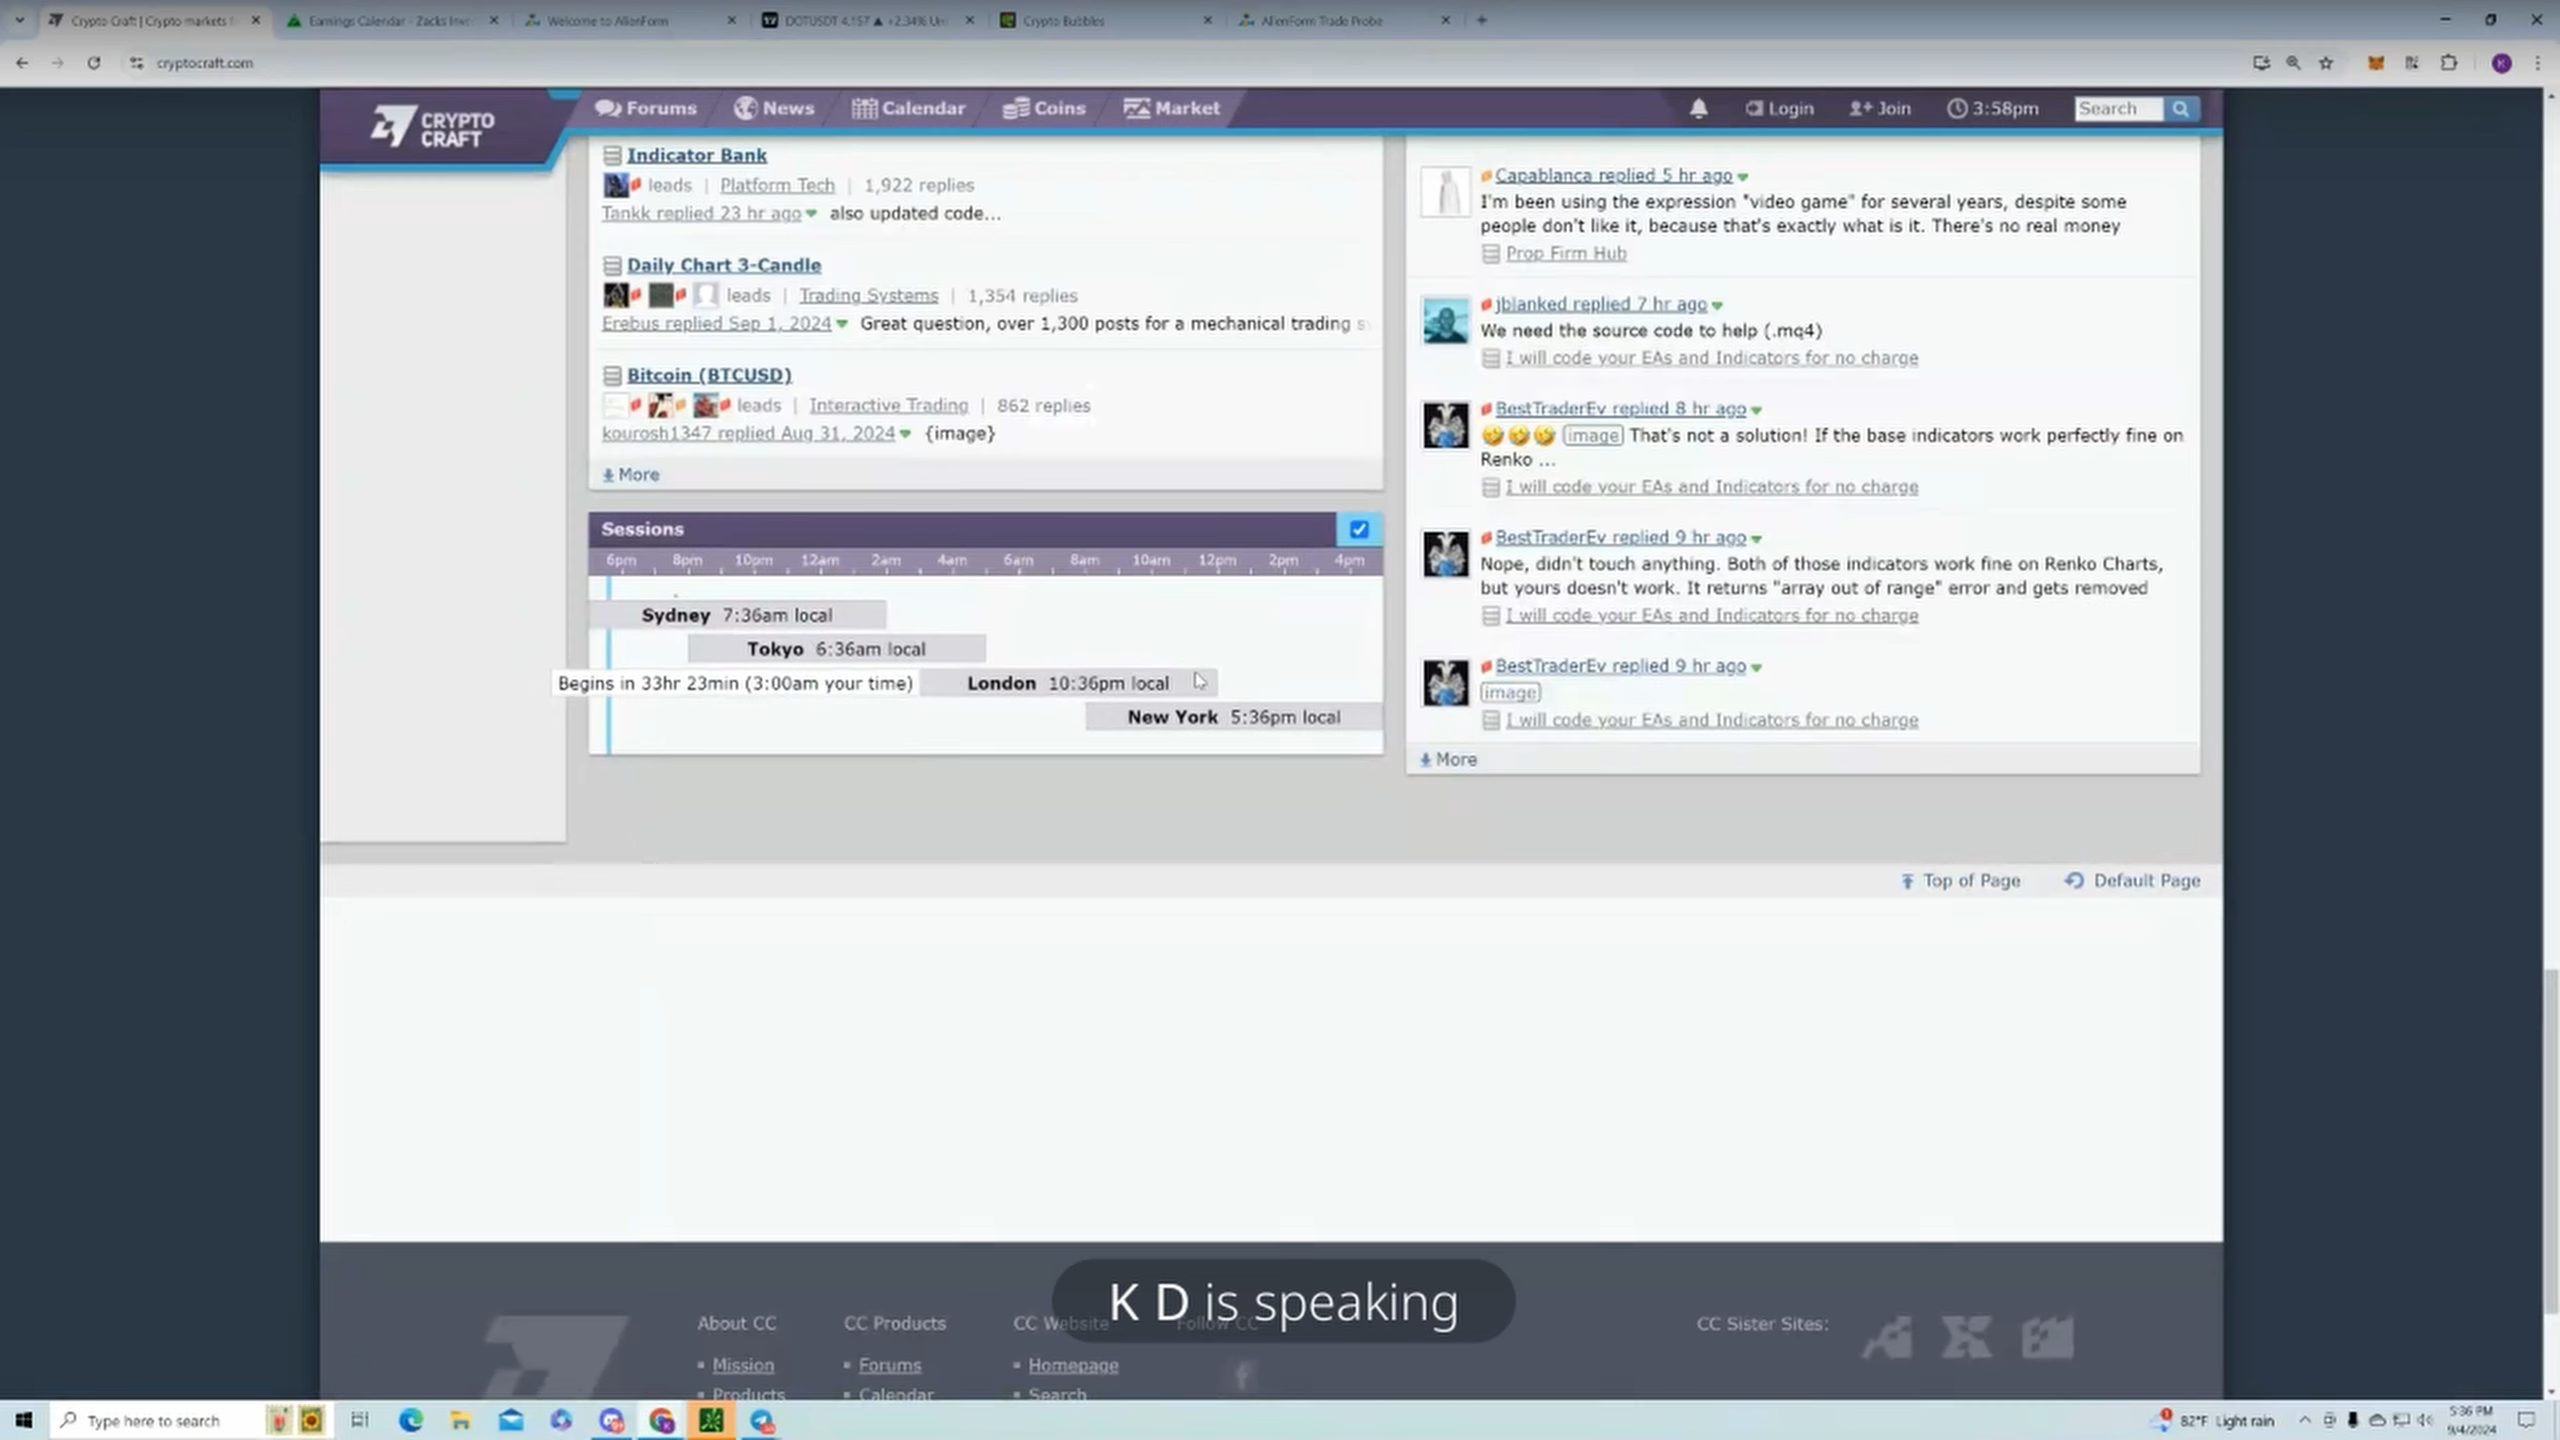 Crypto Craft | Crypto markets f
Earnings Calendar - Zacks Inve
Welcome to AlienForm
DOTUSDT 4.157 ▲ +2.34% Un
Crypto Bubbles
AlienForm Trade Probe
cryptocraft.com
CRYPTO
CRAFT
Forums
News
Calendar
Coins
Market
Login
Join
3:58pm
Search
Indicator Bank
leads | Platform Tech | 1,922 replies
Tankk replied 23 hr ago also updated code...
Daily Chart 3-Candle
leads | Trading Systems | 1,354 replies
Erebus replied Sep 1, 2024 Great question, over 1,300 posts for a mechanical trading s
Bitcoin (BTCUSD)
leads | Interactive Trading | 862 replies
kourosh1347 replied Aug 31, 2024 {image}
More
Sessions
6pm 8pm 10pm 12am 2am 4am 6am 8am 10am 12pm 2pm 4pm
Sydney 7:36am local
Tokyo 6:36am local
Begins in 33hr 23min (3:00am your time)
London 10:36pm local
New York 5:36pm local
Capablanca replied 5 hr ago
I'm been using the expression "video game" for several years, despite some
people don't like it, because that's exactly what is it. There's no real money
Prop Firm Hub
jblanked replied 7 hr ago
We need the source code to help (.mq4)
I will code your EAs and Indicators for no charge
BestTraderEv replied 8 hr ago
🤣🤣🤣 image That's not a solution! If the base indicators work perfectly fine on
Renko ...
I will code your EAs and Indicators for no charge
BestTraderEv replied 9 hr ago
Nope, didn't touch anything. Both of those indicators work fine on Renko Charts,
but yours doesn't work. It returns "array out of range" error and gets removed
I will code your EAs and Indicators for no charge
BestTraderEv replied 9 hr ago
image
I will code your EAs and Indicators for no charge
More
Top of Page
Default Page
K D is speaking
About CC
Mission
Products
CC Products
Forums
Calendar
CC Website
Homepage
Search
Follow CC
CC Sister Sites:
Type here to search
82°F Light rain
5:36 PM
9/4/2024